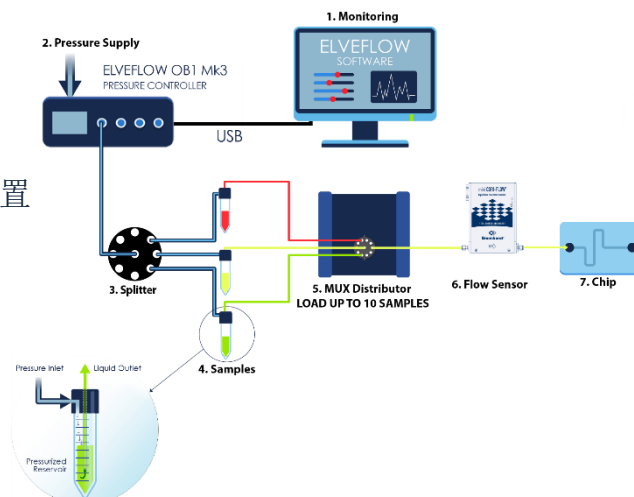 1. Monitoring
2. Pressure Supply
ELVEFLOW
SOFTWARE
ELVEFLOW OB1 Mk3
PRESSURE CONTROLLER
USB
置
3. Splitter
5. MUX Distributor
LOAD UP TO 10 SAMPLES
6. Flow Sensor
7. Chip
4. Samples
Pressure Inlet
Liquid Outlet
Pressurized
Reservoir